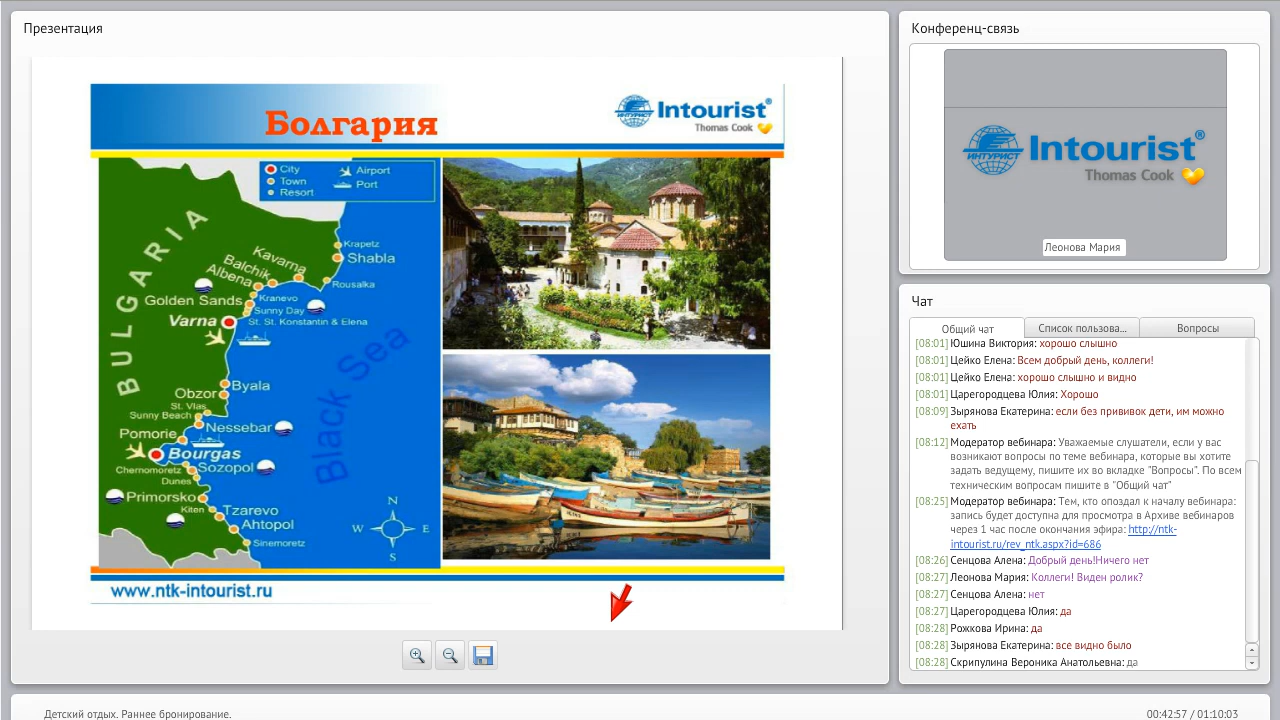 Презентация
Болгария
ИНТУРИСТ
Intourist®
Thomas Cook
City
Town
Resort
Airport
Port
BULGARIA
Krapetz
Shabla
Kavarna
Balchik
Albena
Rousalka
Golden Sands
Kranevo
Sunny Day
Varna
St. St. Konstantin & Elena
Black Sea
Byala
Obzor
St. Vlas
Sunny Beach
Nessebar
Pomorie
Bourgas
Chernomoretz
Sozopol
Dunes
Primorsko
Kiten
Tzarevo
Ahtopol
Sinemoretz
N
W
E
S
www.ntk-intourist.ru
Конференц-связь
ИНТУРИСТ
Intourist®
Thomas Cook
Леонова Мария
Чат
Общий чат
Список пользова...
Вопросы
[08:01] Юшина Виктория: хорошо слышно
[08:01] Цейко Елена: Всем добрый день, коллеги!
[08:01] Цейко Елена: хорошо слышно и видно
[08:01] Царегородцева Юлия: Хорошо
[08:09] Зырянова Екатерина: если без прививок дети, им можно
ехать
[08:12] Модератор вебинара: Уважаемые слушатели, если у вас
возникают вопросы по теме вебинара, которые вы хотите
задать ведущему, пишите их во вкладке "Вопросы". По всем
техническим вопросам пишите в "Общий чат"
[08:25] Модератор вебинара: Тем, кто опоздал к началу вебинара:
запись будет доступна для просмотра в Архиве вебинаров
через 1 час после окончания эфира: http://ntk-
intourist.ru/rev_ntk.aspx?id=686
[08:26] Сенцова Алена: Добрый день!Ничего нет
[08:27] Леонова Мария: Коллеги! Виден ролик?
[08:27] Сенцова Алена: нет
[08:27] Царегородцева Юлия: да
[08:28] Рожкова Ирина: да
[08:28] Зырянова Екатерина: все видно было
[08:28] Скрипулина Вероника Анатольевна: да
Детский отдых. Раннее бронирование.
00:42:57 / 01:10:03